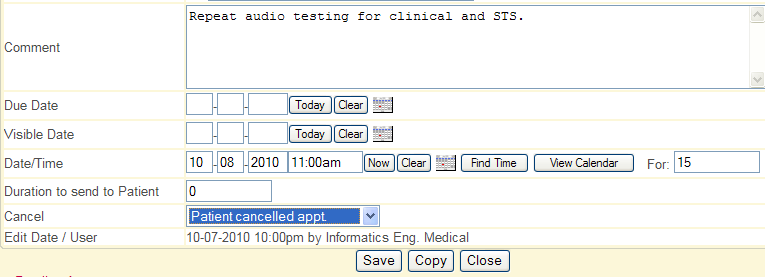 Comment Repeat audio testing for clinical and STS.
Due Date - - Today Clear
Visible Date - - Today Clear
Date/Time 10 - 08 - 2010 11:00am Now Clear Find Time View Calendar For: 15
Duration to send to Patient 0
Cancel Patient cancelled appt.
Edit Date / User 10-07-2010 10:00pm by Informatics Eng. Medical
Save Copy Close